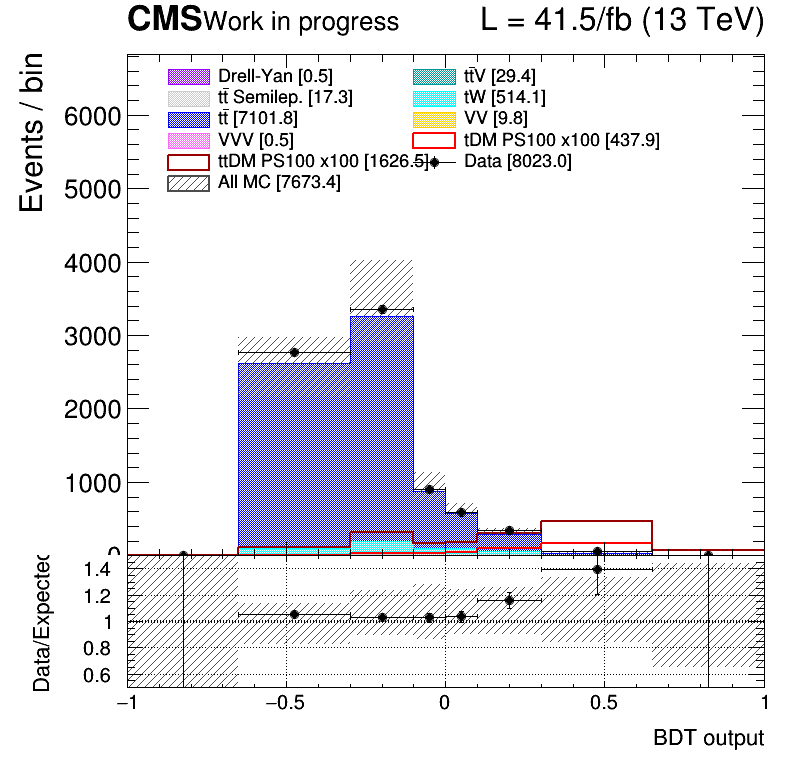 CMS Work in progress L = 41.5/fb (13 TeV)
Events / bin
Drell-Yan [0.5] tt̄V [29.4]
tt̄ Semilep. [17.3] tW [514.1]
tt̄ [7101.8] VV [9.8]
VVV [0.5] tDM PS100 x100 [437.9]
ttDM PS100 x100 [1626.5] Data [8023.0]
All MC [7673.4]
6000
5000
4000
3000
2000
1000
0
Data/Expected
1.4
1.2
1
0.8
0.6
−1 −0.5 0 0.5 1
BDT output